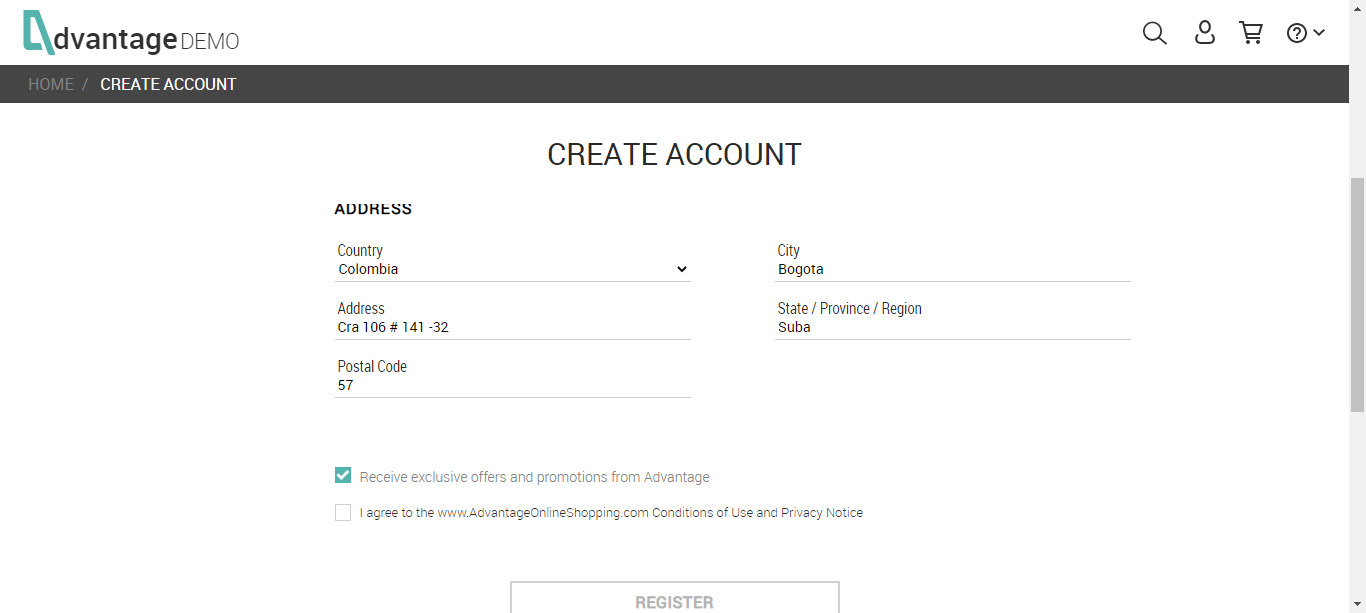 dvantage DEMO
HOME / CREATE ACCOUNT
CREATE ACCOUNT
ADDRESS
Country
Colombia
City
Bogota
Address
Cra 106 # 141 -32
State / Province / Region
Suba
Postal Code
57
Receive exclusive offers and promotions from Advantage
I agree to the www.AdvantageOnlineShopping.com Conditions of Use and Privacy Notice
REGISTER